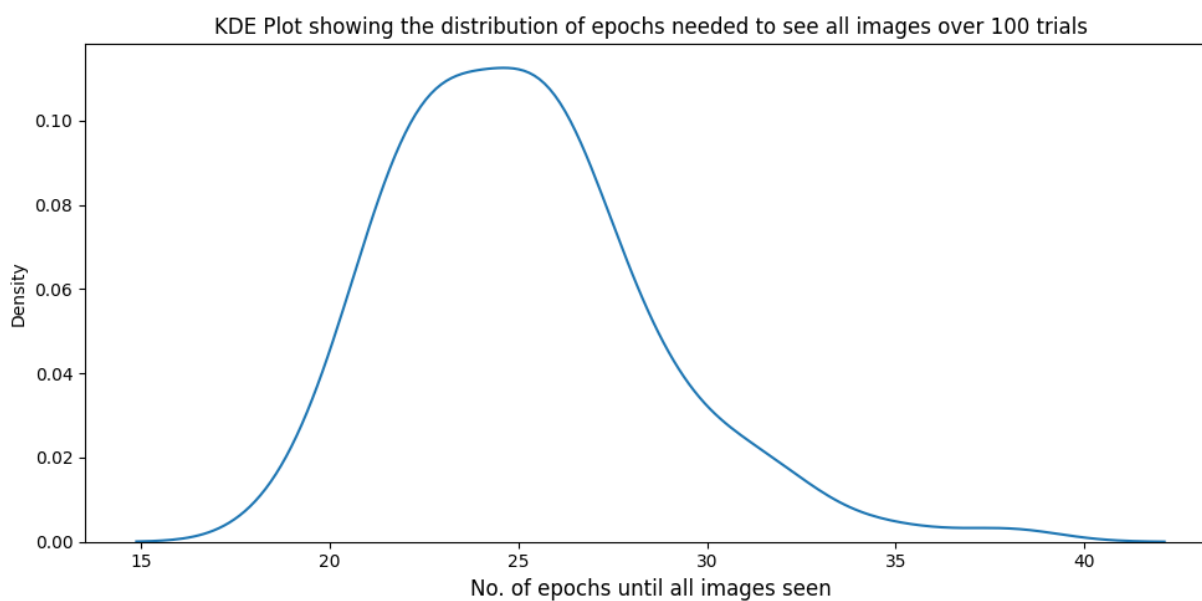 KDE Plot showing the distribution of epochs needed to see all images over 100 trials
0.10
0.08
0.06
0.04
0.02
0.00
Density
15 20 25 30 35 40
No. of epochs until all images seen